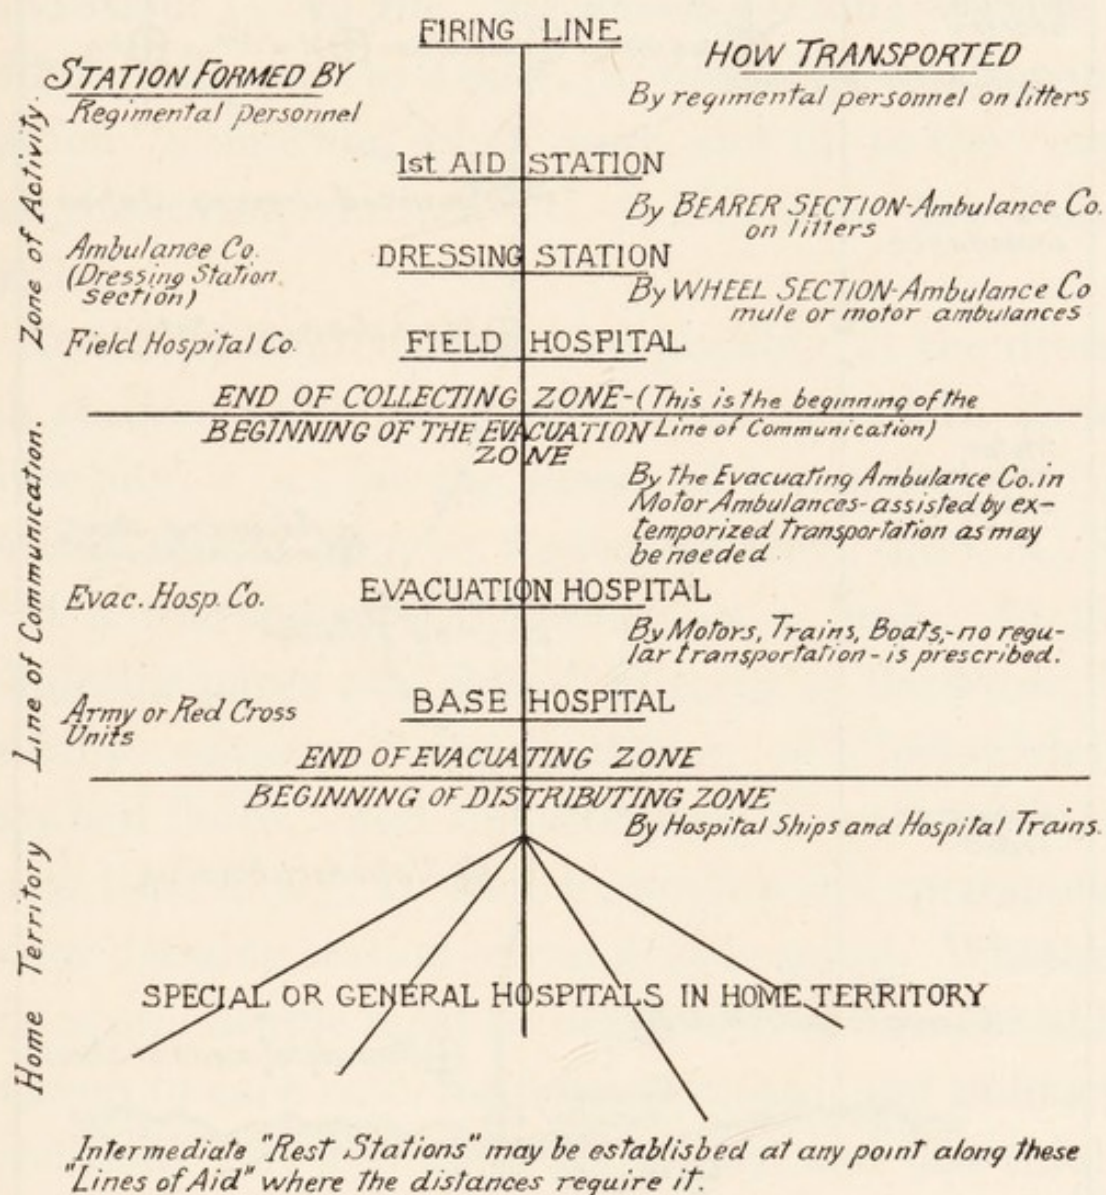 FIRING LINE
STATION FORMED BY
HOW TRANSPORTED
Regimental personnel
By regimental personnel on litters
Zone of Activity.
1st AID STATION
By BEARER SECTION-Ambulance Co.
on litters
Ambulance Co.
(Dressing Station
section)
DRESSING STATION
By WHEEL SECTION-Ambulance Co
mule or motor ambulances
Field Hospital Co.
FIELD HOSPITAL
END OF COLLECTING ZONE-(This is the beginning of the
BEGINNING OF THE EVACUATION Line of Communication)
ZONE
Line of Communication.
By the Evacuating Ambulance Co. in
Motor Ambulances-assisted by ex-
temporized Transportation as may
be needed.
Evac. Hosp. Co.
EVACUATION HOSPITAL
By Motors, Trains, Boats,-no regu-
lar transportation-is prescribed.
Army or Red Cross
Units
BASE HOSPITAL
END OF EVACUATING ZONE
BEGINNING OF DISTRIBUTING ZONE
By Hospital Ships and Hospital Trains.
Home Territory
SPECIAL OR GENERAL HOSPITALS IN HOME TERRITORY
Intermediate "Rest Stations" may be established at any point along these
"Lines of Aid" where the distances require it.